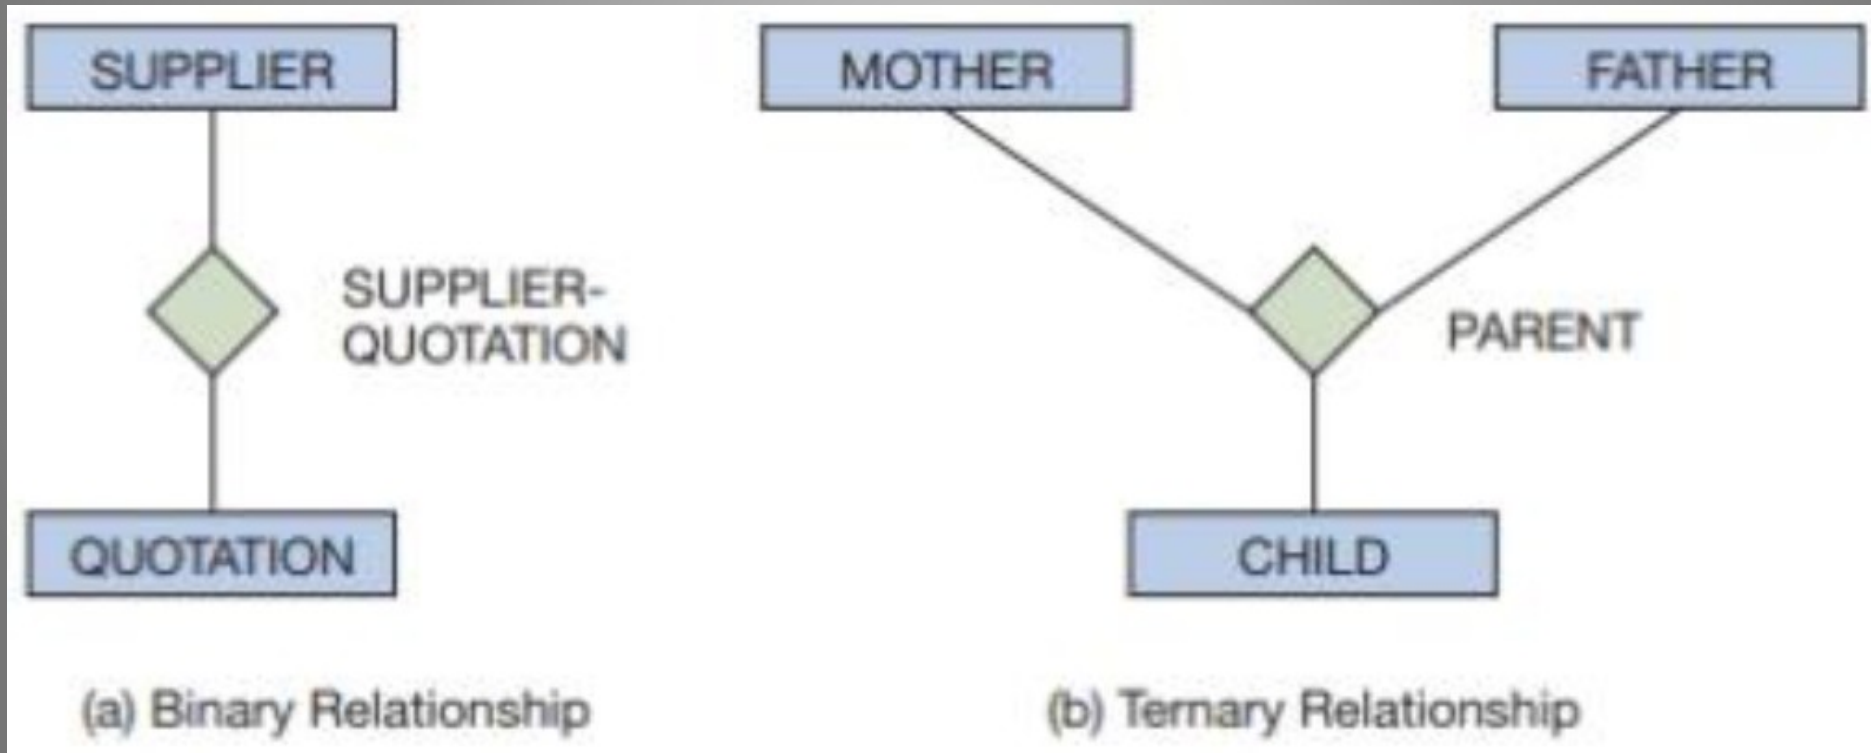 SUPPLIER
SUPPLIER-
QUOTATION
QUOTATION
(a) Binary Relationship
MOTHER
FATHER
PARENT
CHILD
(b) Ternary Relationship